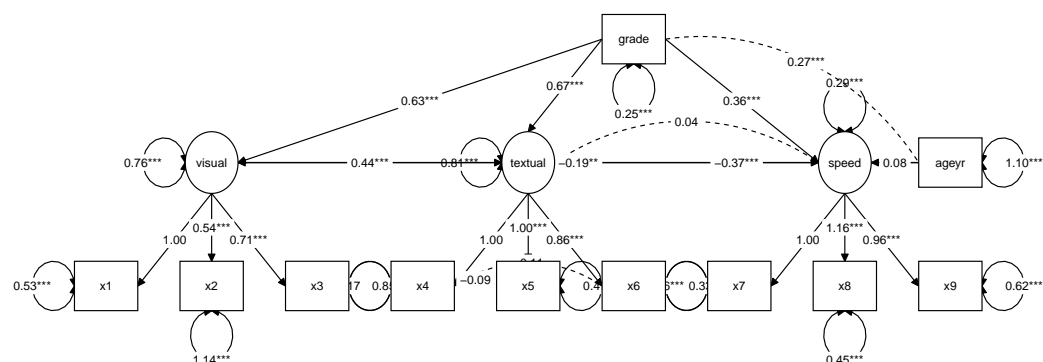 grade
0.27***
0.29***
0.67***
0.63***
0.36***
0.25***
0.04
0.76***
visual
0.44***
0.81***
textual
−0.19**
−0.37***
speed
0.08
ageyr
1.10***
1.00
0.54***
0.71***
1.00
1.00***
0.86***
1.00
1.16***
0.96***
0.53***
x1
x2
x3
x4
−0.09
x5
x6
x7
x8
x9
0.62***
1.14***
0.45***